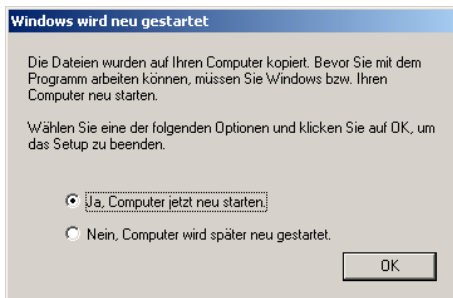 Windows wird neu gestartet
Die Dateien wurden auf Ihren Computer kopiert. Bevor Sie mit dem
Programm arbeiten können, müssen Sie Windows bzw. Ihren
Computer neu starten.
Wählen Sie eine der folgenden Optionen und klicken Sie auf OK, um
das Setup zu beenden.
Ja, Computer jetzt neu starten.
Nein, Computer wird später neu gestartet.
OK